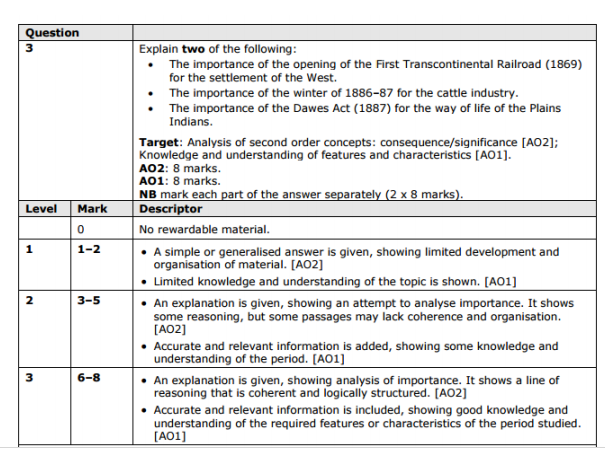 Question
3 Explain two of the following:
• The importance of the opening of the First Transcontinental Railroad (1869)
for the settlement of the West.
• The importance of the winter of 1886–87 for the cattle industry.
• The importance of the Dawes Act (1887) for the way of life of the Plains
Indians.
Target: Analysis of second order concepts: consequence/significance [AO2];
Knowledge and understanding of features and characteristics [AO1].
AO2: 8 marks.
AO1: 8 marks.
NB mark each part of the answer separately (2 x 8 marks).
Level Mark Descriptor
0 No rewardable material.
1 1–2 • A simple or generalised answer is given, showing limited development and
organisation of material. [AO2]
• Limited knowledge and understanding of the topic is shown. [AO1]
2 3–5 • An explanation is given, showing an attempt to analyse importance. It shows
some reasoning, but some passages may lack coherence and organisation.
[AO2]
• Accurate and relevant information is added, showing some knowledge and
understanding of the period. [AO1]
3 6–8 • An explanation is given, showing analysis of importance. It shows a line of
reasoning that is coherent and logically structured. [AO2]
• Accurate and relevant information is included, showing good knowledge and
understanding of the required features or characteristics of the period studied.
[AO1]